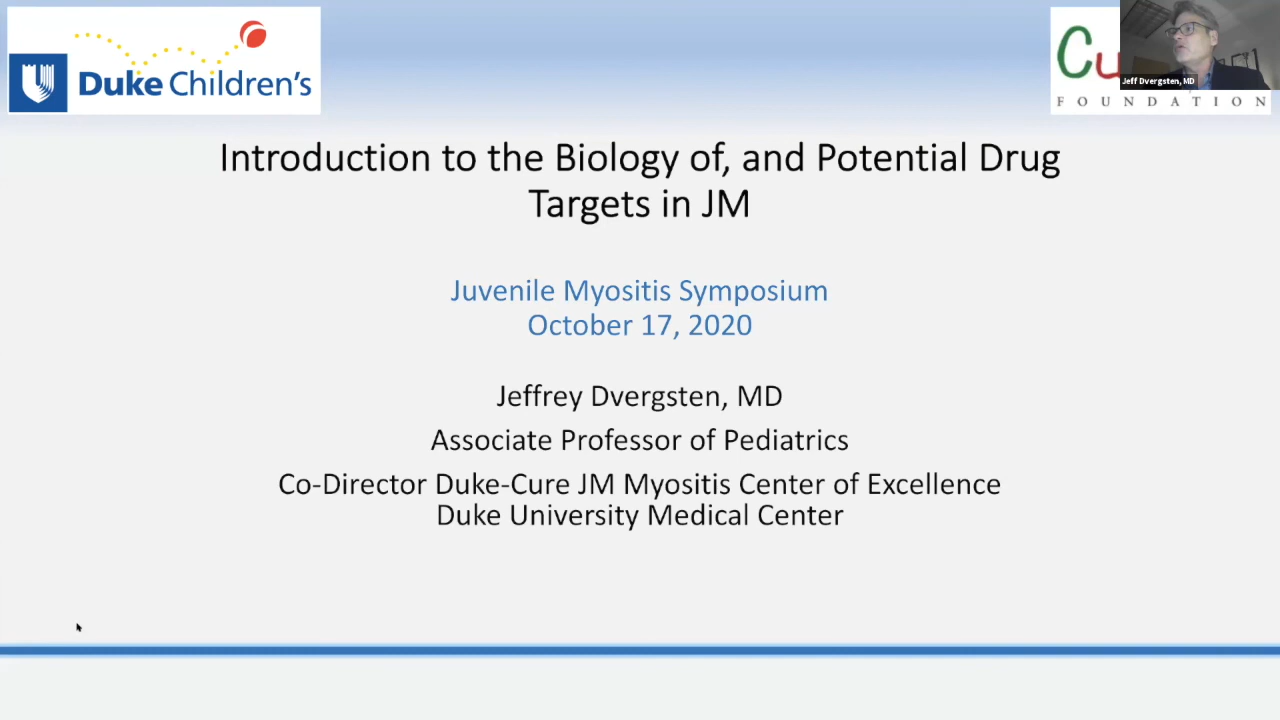 Duke Children's
Cu
Jeff Dvergsten, MD
FOUNDATION
Introduction to the Biology of, and Potential Drug
Targets in JM
Juvenile Myositis Symposium
October 17, 2020
Jeffrey Dvergsten, MD
Associate Professor of Pediatrics
Co-Director Duke-Cure JM Myositis Center of Excellence
Duke University Medical Center